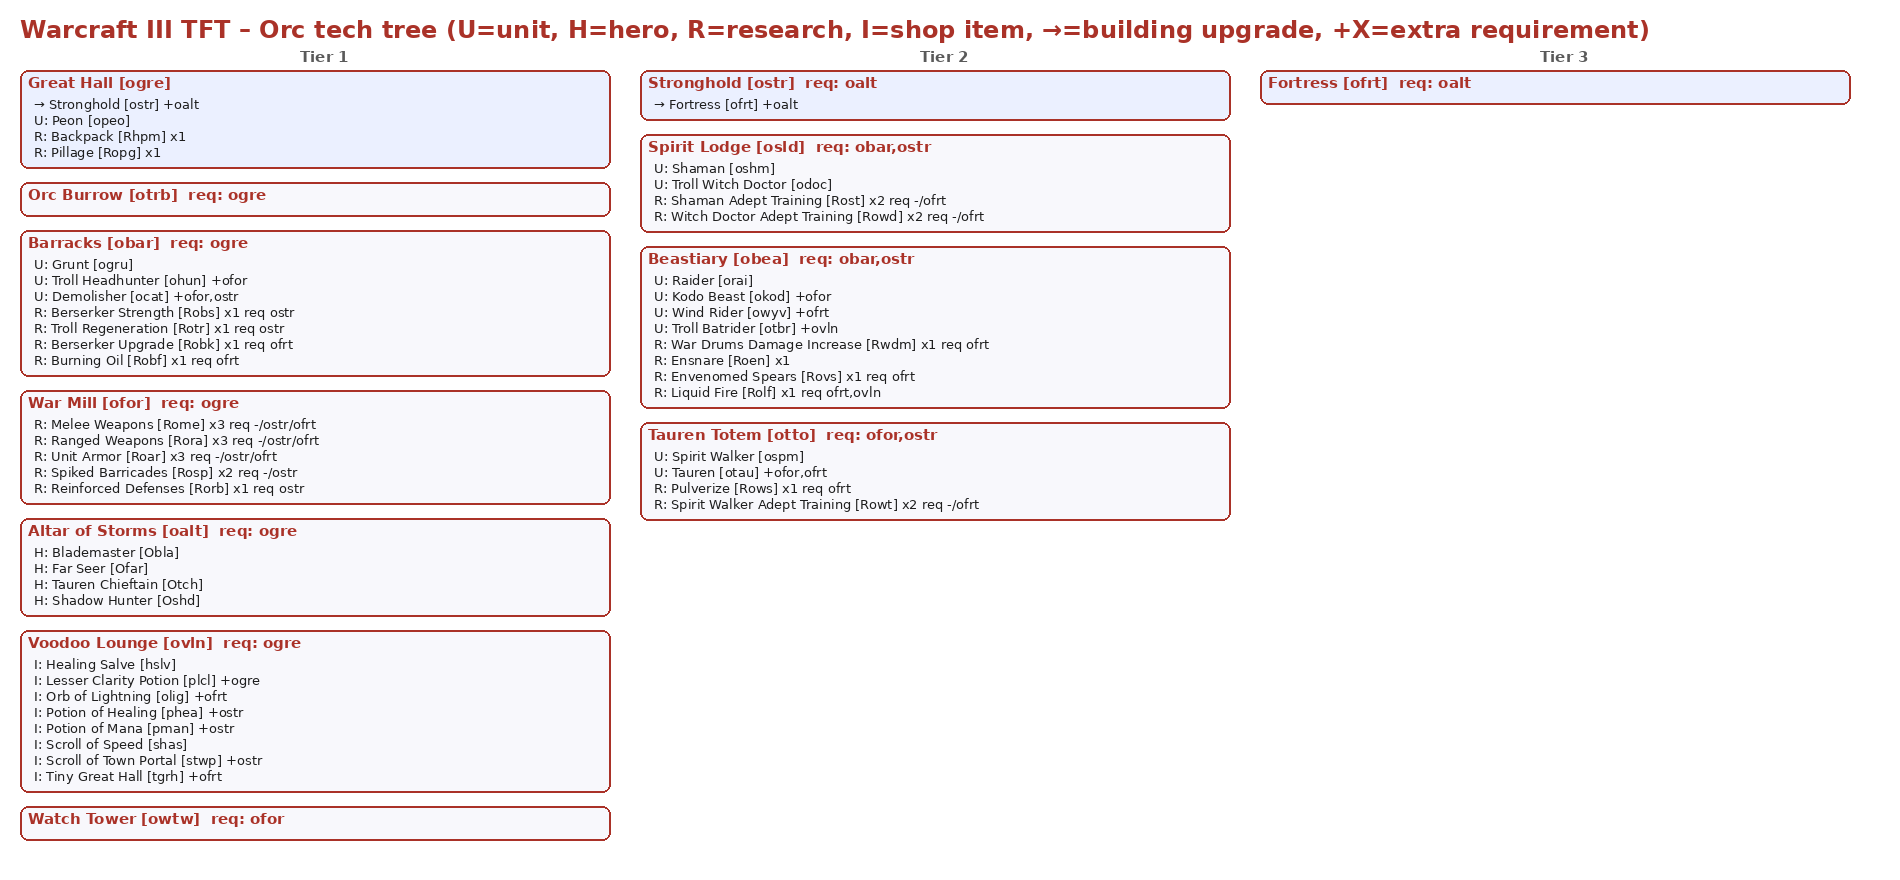 Warcraft III TFT – Orc tech tree (U=unit, H=hero, R=research, I=shop item, →=building upgrade, +X=extra requirement)
Tier 1
Great Hall [ogre]
→ Stronghold [ostr] +oalt
U: Peon [opeo]
R: Backpack [Rhpm] x1
R: Pillage [Ropg] x1
Orc Burrow [otrb]  req: ogre
Barracks [obar]  req: ogre
U: Grunt [ogru]
U: Troll Headhunter [ohun] +ofor
U: Demolisher [ocat] +ofor,ostr
R: Berserker Strength [Robs] x1 req ostr
R: Troll Regeneration [Rotr] x1 req ostr
R: Berserker Upgrade [Robk] x1 req ofrt
R: Burning Oil [Robf] x1 req ofrt
War Mill [ofor]  req: ogre
R: Melee Weapons [Rome] x3 req -/ostr/ofrt
R: Ranged Weapons [Rora] x3 req -/ostr/ofrt
R: Unit Armor [Roar] x3 req -/ostr/ofrt
R: Spiked Barricades [Rosp] x2 req -/ostr
R: Reinforced Defenses [Rorb] x1 req ostr
Altar of Storms [oalt]  req: ogre
H: Blademaster [Obla]
H: Far Seer [Ofar]
H: Tauren Chieftain [Otch]
H: Shadow Hunter [Oshd]
Voodoo Lounge [ovln]  req: ogre
I: Healing Salve [hslv]
I: Lesser Clarity Potion [plcl] +ogre
I: Orb of Lightning [olig] +ofrt
I: Potion of Healing [phea] +ostr
I: Potion of Mana [pman] +ostr
I: Scroll of Speed [shas]
I: Scroll of Town Portal [stwp] +ostr
I: Tiny Great Hall [tgrh] +ofrt
Watch Tower [owtw]  req: ofor
Tier 2
Stronghold [ostr]  req: oalt
→ Fortress [ofrt] +oalt
Spirit Lodge [osld]  req: obar,ostr
U: Shaman [oshm]
U: Troll Witch Doctor [odoc]
R: Shaman Adept Training [Rost] x2 req -/ofrt
R: Witch Doctor Adept Training [Rowd] x2 req -/ofrt
Beastiary [obea]  req: obar,ostr
U: Raider [orai]
U: Kodo Beast [okod] +ofor
U: Wind Rider [owyv] +ofrt
U: Troll Batrider [otbr] +ovln
R: War Drums Damage Increase [Rwdm] x1 req ofrt
R: Ensnare [Roen] x1
R: Envenomed Spears [Rovs] x1 req ofrt
R: Liquid Fire [Rolf] x1 req ofrt,ovln
Tauren Totem [otto]  req: ofor,ostr
U: Spirit Walker [ospm]
U: Tauren [otau] +ofor,ofrt
R: Pulverize [Rows] x1 req ofrt
R: Spirit Walker Adept Training [Rowt] x2 req -/ofrt
Tier 3
Fortress [ofrt]  req: oalt